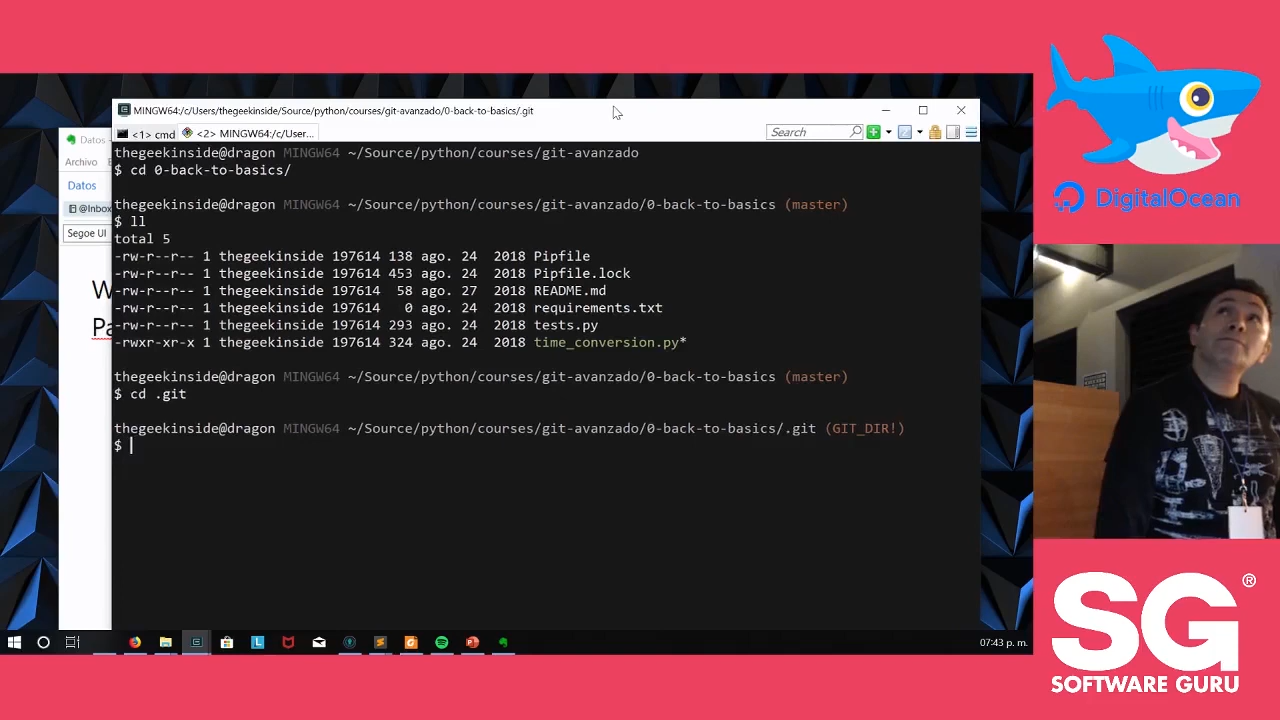 MINGW64:/c/Users/thegeekinside/Source/python/courses/git-avanzado/0-back-to-basics/.git
<1> cmd
<2> MINGW64:/c/User...
Search
thegeekinside@dragon MINGW64 ~/Source/python/courses/git-avanzado
$ cd 0-back-to-basics/
thegeekinside@dragon MINGW64 ~/Source/python/courses/git-avanzado/0-back-to-basics (master)
$ ll
total 5
-rw-r--r-- 1 thegeekinside 197614 138 ago. 24  2018 Pipfile
-rw-r--r-- 1 thegeekinside 197614 453 ago. 24  2018 Pipfile.lock
-rw-r--r-- 1 thegeekinside 197614  58 ago. 27  2018 README.md
-rw-r--r-- 1 thegeekinside 197614   0 ago. 24  2018 requirements.txt
-rw-r--r-- 1 thegeekinside 197614 293 ago. 24  2018 tests.py
-rwxr-xr-x 1 thegeekinside 197614 324 ago. 24  2018 time_conversion.py*
thegeekinside@dragon MINGW64 ~/Source/python/courses/git-avanzado/0-back-to-basics (master)
$ cd .git
thegeekinside@dragon MINGW64 ~/Source/python/courses/git-avanzado/0-back-to-basics/.git (GIT_DIR!)
$
Datos
Archivo
Datos
@Inbox
Segoe UI
07:43 p. m.
DigitalOcean
SG®
SOFTWARE GURU